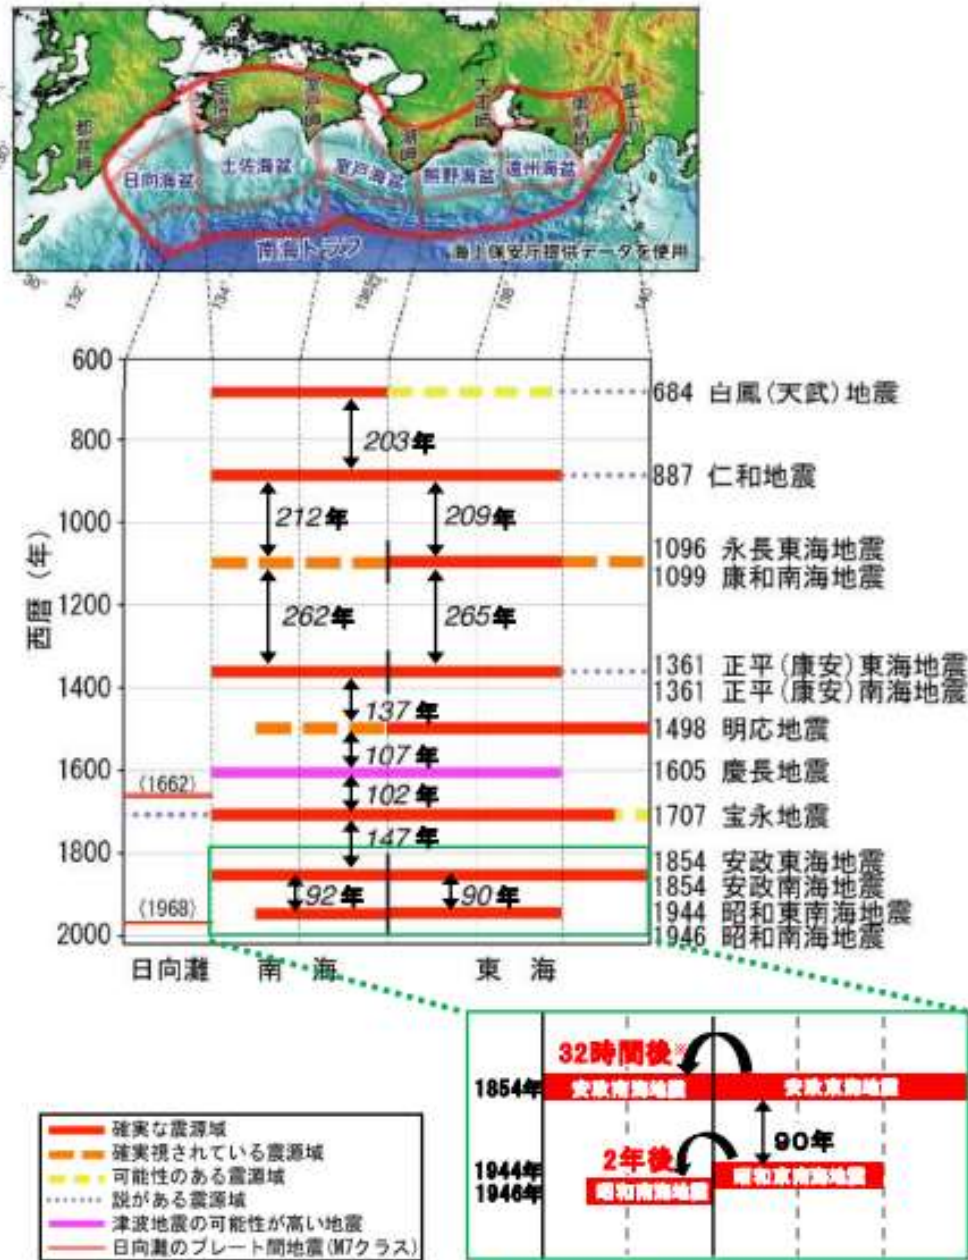 都井岬
足摺岬
室戸岬
潮岬
大王崎
御前崎
富士川
日向海盆
土佐海盆
室戸海盆
熊野海盆
遠州海盆
南海トラフ
海上保安庁提供データを使用
132°
134°
136°
138°
140°
西暦（年）
600
684 白鳳(天武)地震
203年
800
887 仁和地震
212年
209年
1000
1096 永長東海地震
1099 康和南海地震
1200
262年
265年
1361 正平(康安)東海地震
1361 正平(康安)南海地震
1400
137年
1498 明応地震
107年
1600
1605 慶長地震
(1662)
102年
1707 宝永地震
147年
1800
1854 安政東海地震
1854 安政南海地震
92年
90年
(1968)
1944 昭和東南海地震
1946 昭和南海地震
2000
日向灘
南 海
東 海
32時間後※
1854年
安政南海地震
安政東海地震
90年
2年後
1944年
1946年
昭和南海地震
昭和東南海地震
確実な震源域
確実視されている震源域
可能性のある震源域
説がある震源域
津波地震の可能性が高い地震
日向灘のプレート間地震(M7クラス)